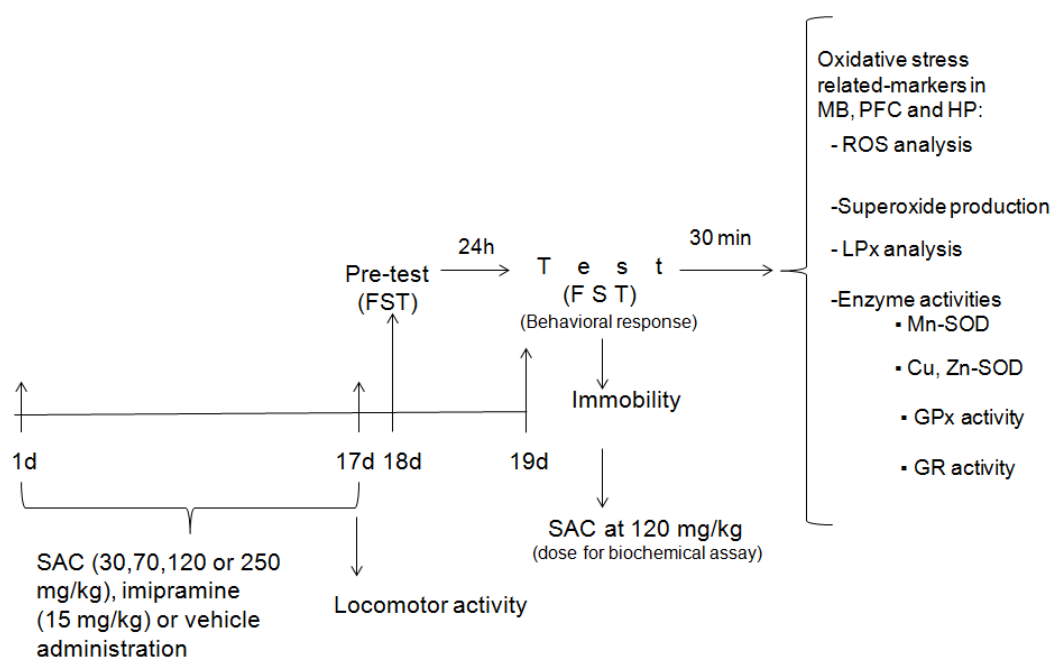 Oxidative stress
related-markers in
MB, PFC and HP:
- ROS analysis
-Superoxide production
- LPx analysis
-Enzyme activities
▪ Mn-SOD
▪ Cu, Zn-SOD
▪ GPx activity
▪ GR activity
Pre-test
(FST)
24h
T e s t
(F S T)
(Behavioral response)
30 min
Immobility
1d
17d
18d
19d
SAC at 120 mg/kg
(dose for biochemical assay)
SAC (30,70,120 or 250
mg/kg), imipramine
(15 mg/kg) or vehicle
administration
Locomotor activity